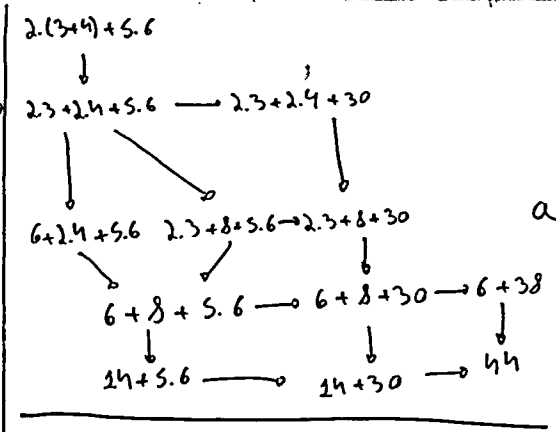 2.(3+4)+5.6
2.3+2.4+5.6 → 2.3+2.4+30
6+2.4+5.6 2.3+8+5.6→2.3+8+30
a
6+8+5.6 → 6+8+30 → 6+38
14+5.6 → 14+30 → 44